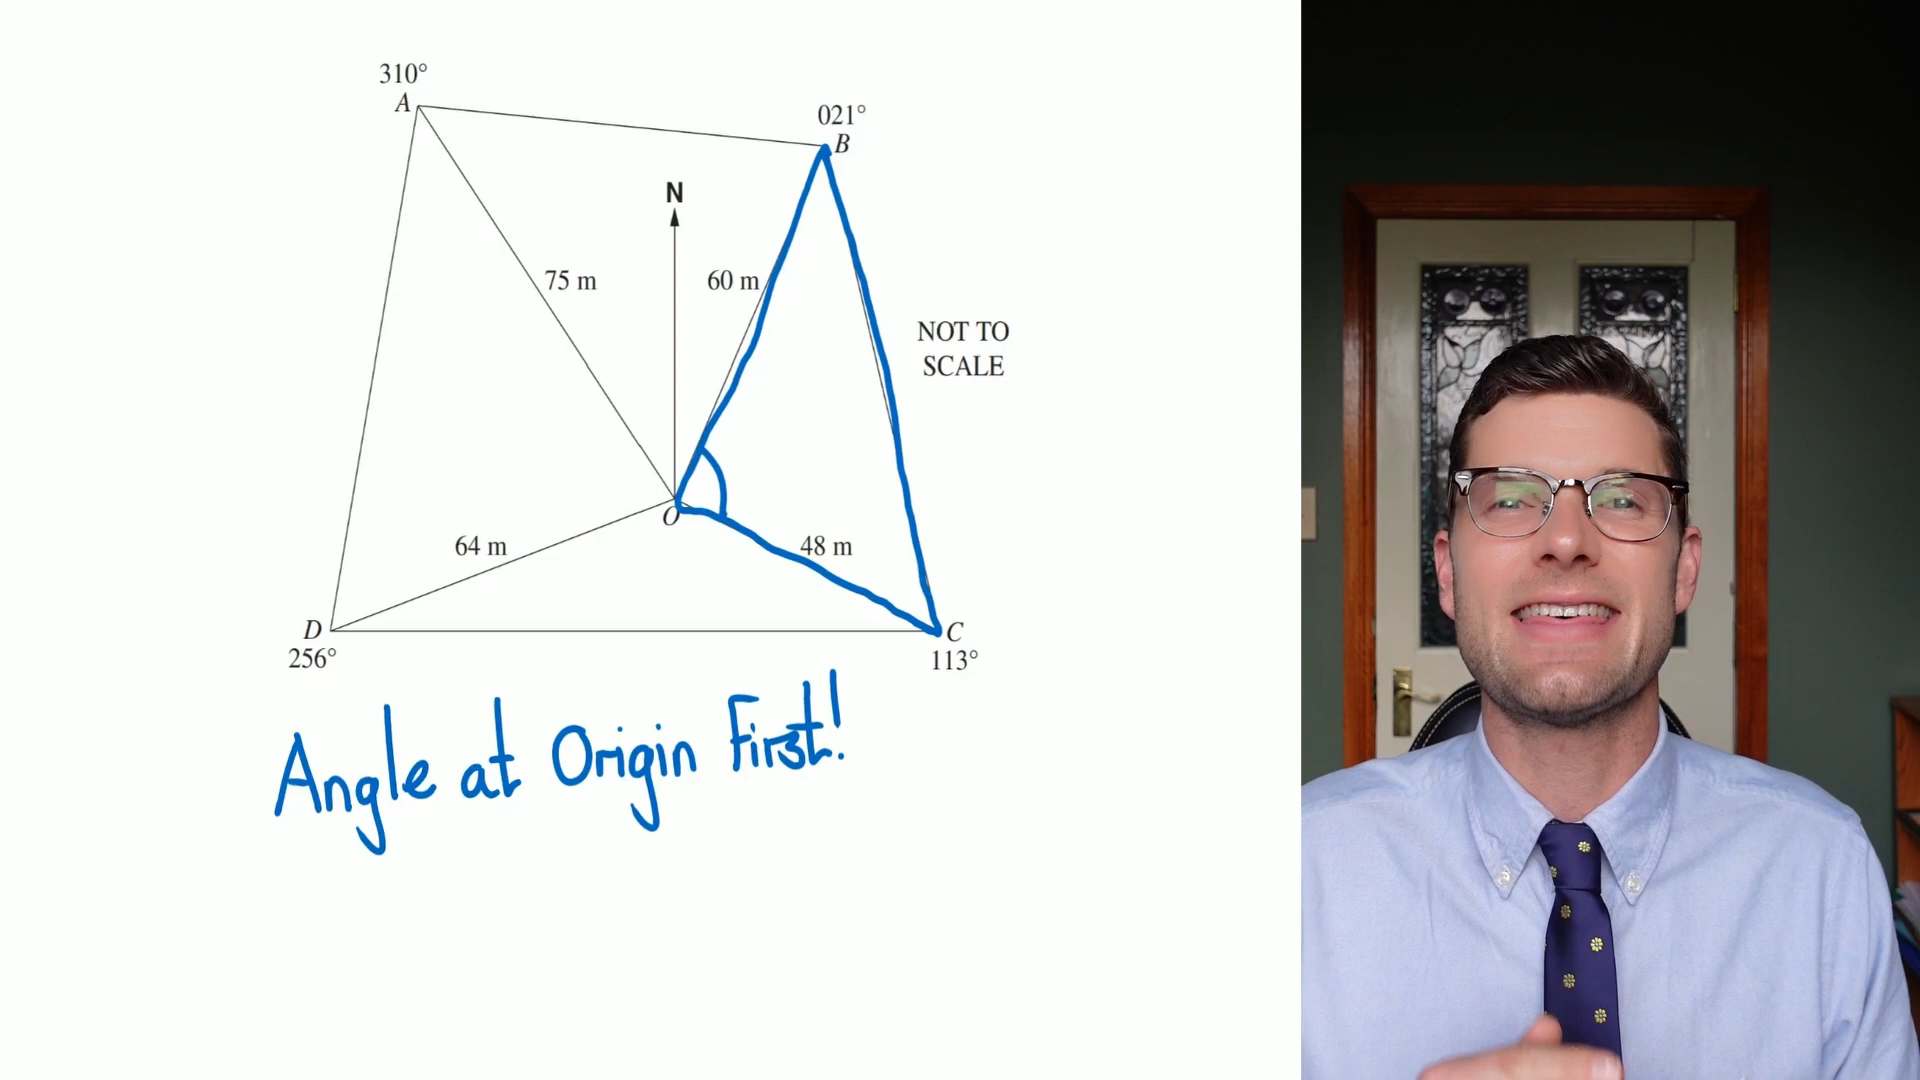 310°
A
021°
B
N
75 m
60 m
NOT TO
SCALE
O
64 m
48 m
D
C
256°
113°
Angle at Origin First!